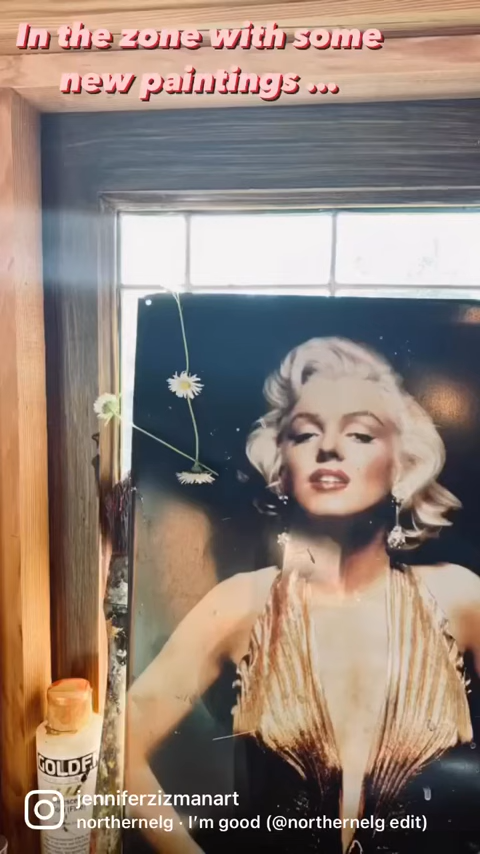 In the zone with some
new paintings ...
GOLDE
jenniferzizmanart
northernelg · I'm good (@northernelg edit)